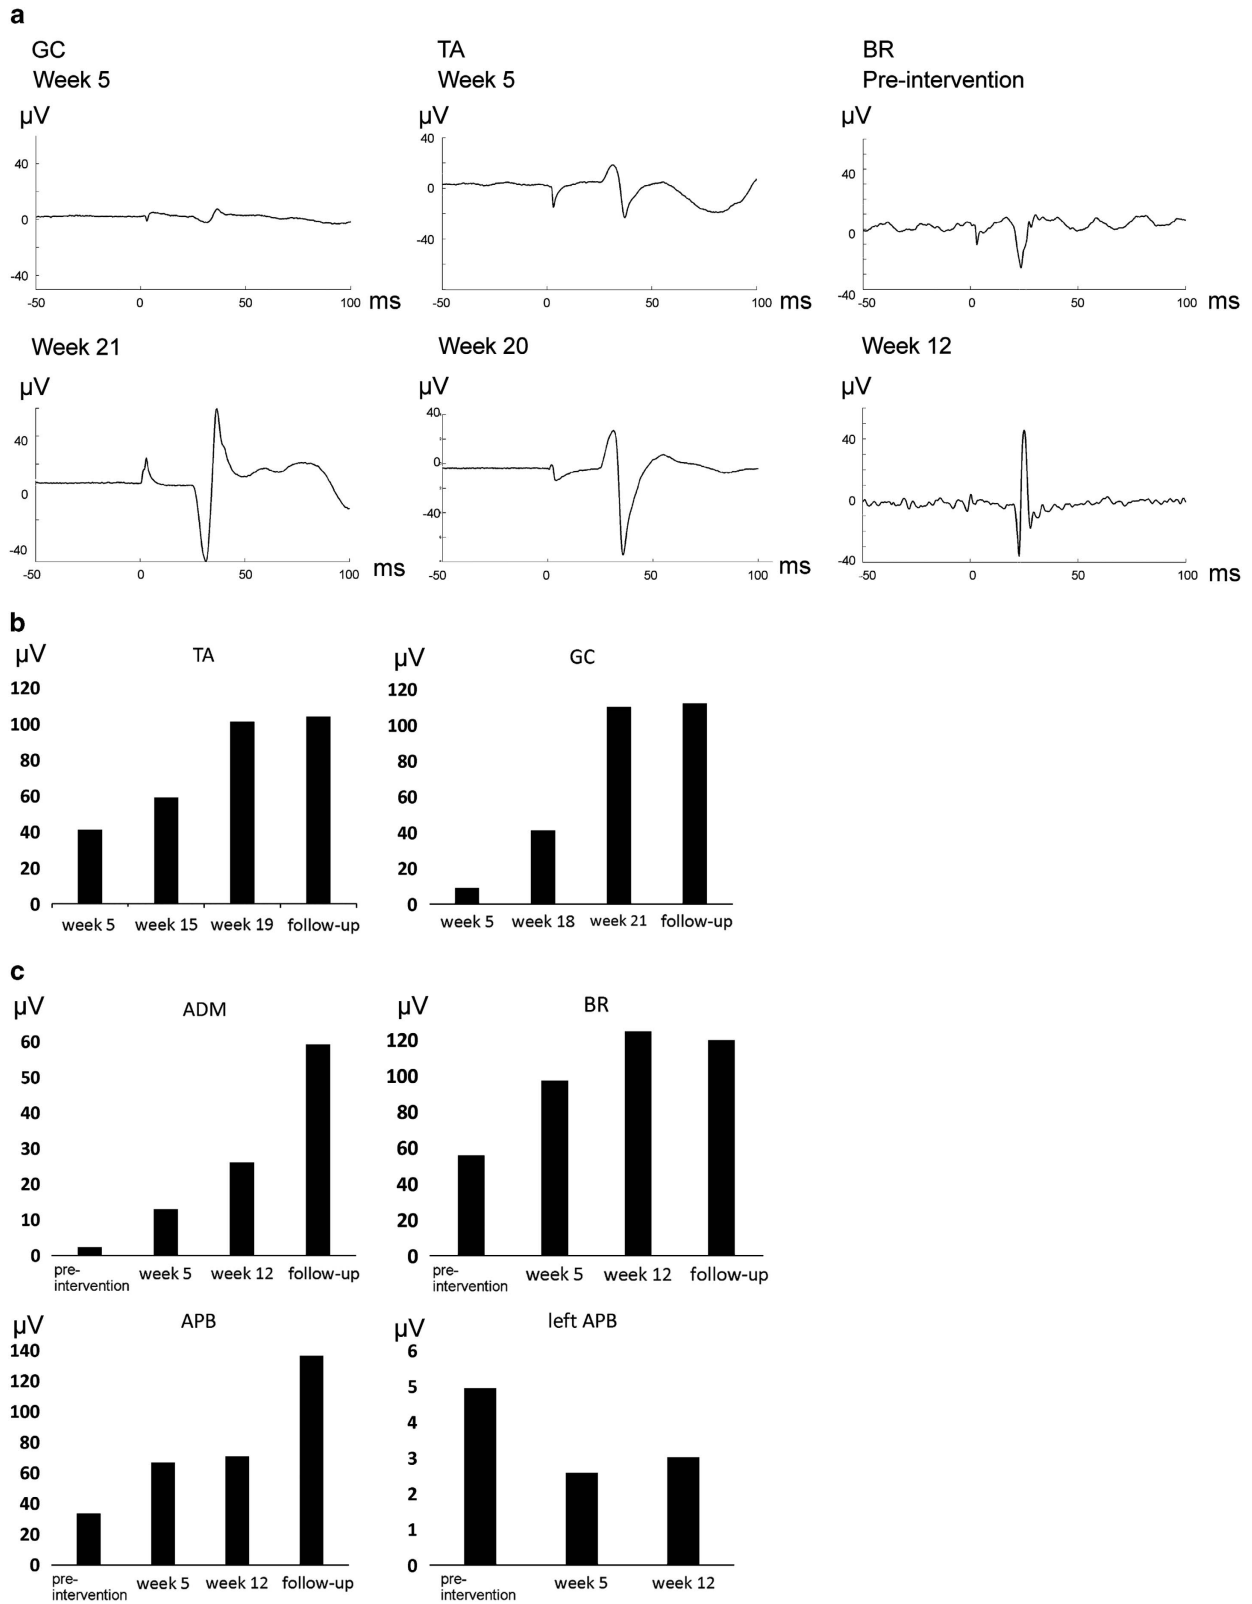 a
GC
Week 5
µV
40
0
-40
-50
0
50
100
ms
TA
Week 5
µV
40
0
-40
-50
0
50
100
ms
BR
Pre-intervention
µV
40
0
-40
-50
0
50
100
ms
Week 21
µV
40
0
-40
-50
0
50
100
ms
Week 20
µV
40
0
-40
-50
0
50
100
ms
Week 12
µV
40
0
-40
-50
0
50
100
ms
b
µV
TA
120
100
80
60
40
20
0
week 5
week 15
week 19
follow-up
µV
GC
120
100
80
60
40
20
0
week 5
week 18
week 21
follow-up
c
µV
ADM
60
50
40
30
20
10
0
pre-
intervention
week 5
week 12
follow-up
µV
BR
120
100
80
60
40
20
0
pre-
intervention
week 5
week 12
follow-up
µV
APB
140
120
100
80
60
40
20
0
pre-
intervention
week 5
week 12
follow-up
µV
left APB
6
5
4
3
2
1
0
pre-
intervention
week 5
week 12